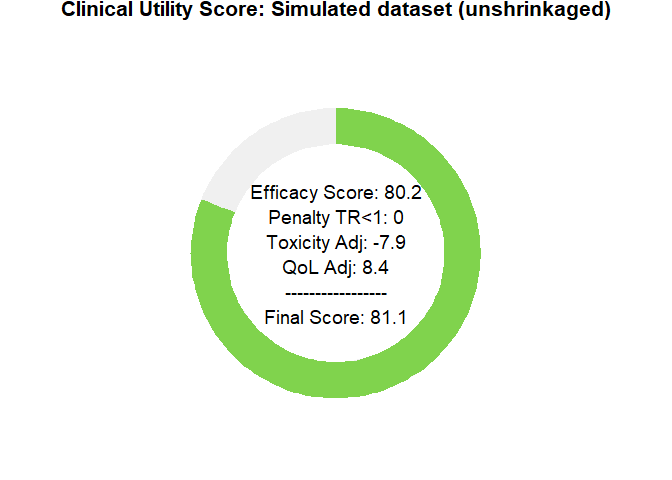 Clinical Utility Score: Simulated dataset (unshrinkaged)
Efficacy Score: 80.2
Penalty TR<1: 0
Toxicity Adj: -7.9
QoL Adj: 8.4
-----------------
Final Score: 81.1